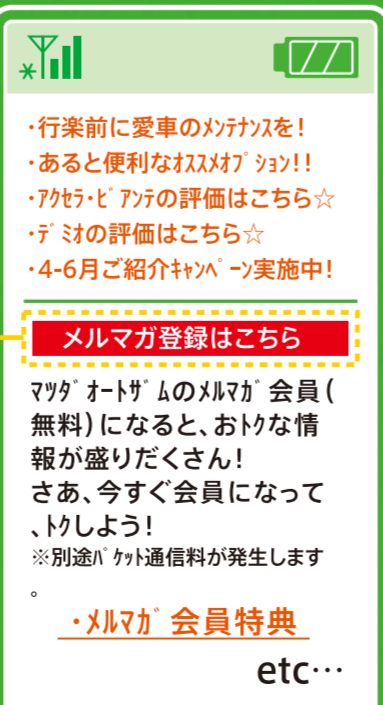 ・行楽前に愛車のﾒﾝﾃﾅﾝｽを！
・あると便利なｵｽｽﾒｵﾌﾟｼｮﾝ！！
・ｱｸｾﾗ・ﾋﾞｱﾝﾃの評価はこちら☆
・ﾃﾞﾐｵの評価はこちら☆
・4-6月ご紹介ｷｬﾝﾍﾟｰﾝ実施中！
メルマガ登録はこちら
ﾏﾂﾀﾞｵｰﾄｻﾞﾑのﾒﾙﾏｶﾞ会員（
無料）になると、おﾄｸな情
報が盛りだくさん！
さあ、今すぐ会員になって
、ﾄｸしよう！
※別途ﾊﾟｹｯﾄ通信料が発生します
。
・ﾒﾙﾏｶﾞ会員特典
etc…